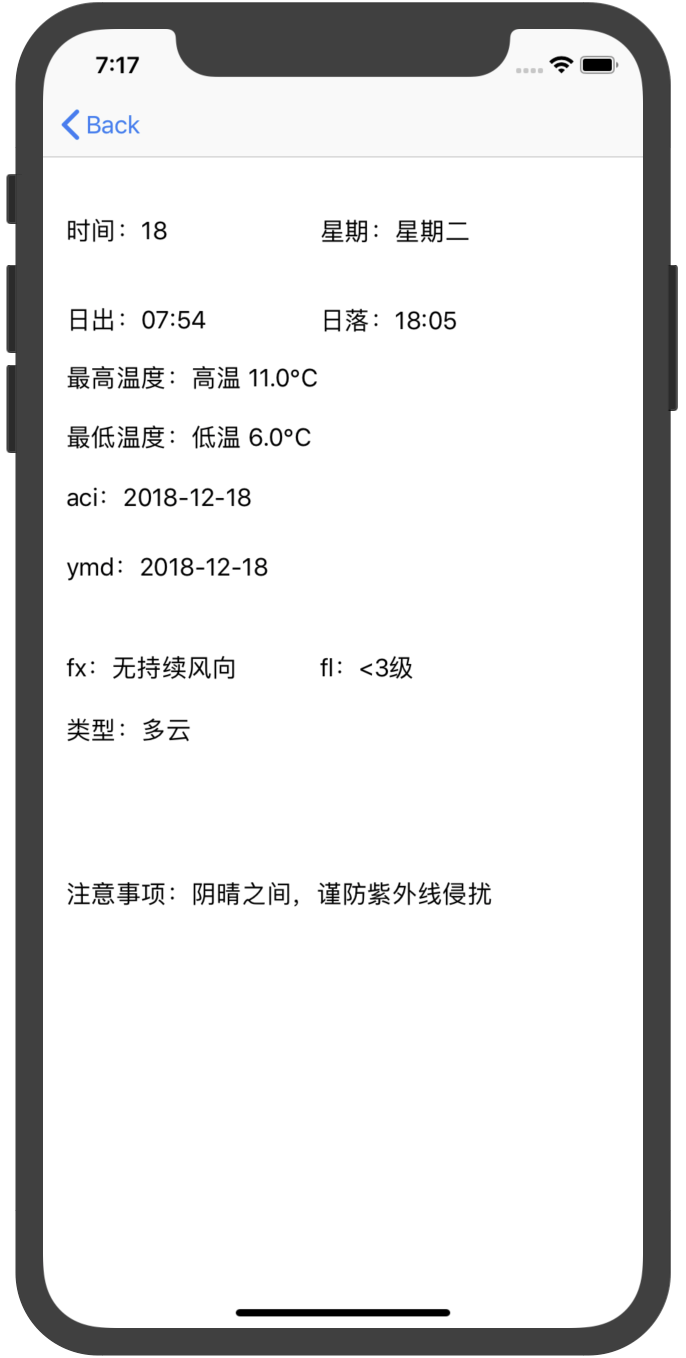 7:17
Back
时间：18 星期：星期二
日出：07:54 日落：18:05
最高温度：高温 11.0°C
最低温度：低温 6.0°C
aci：2018-12-18
ymd：2018-12-18
fx：无持续风向 fl：<3级
类型：多云
注意事项：阴晴之间，谨防紫外线侵扰